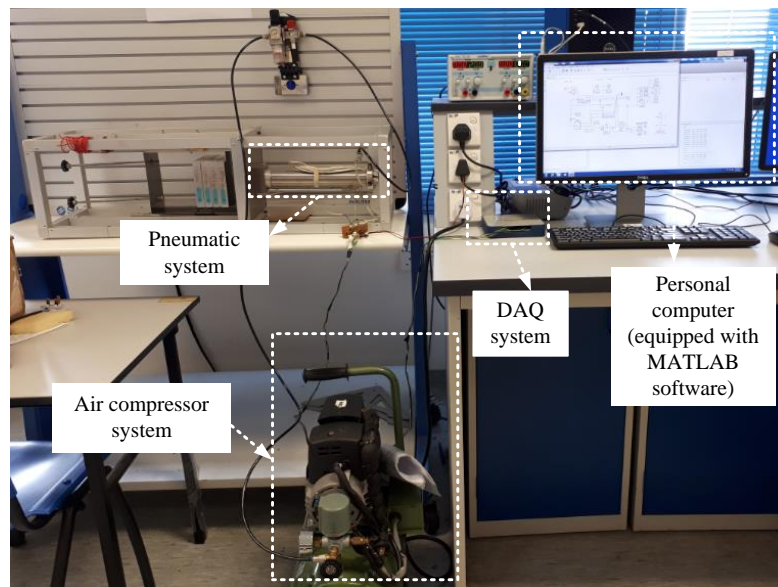 Pneumatic
system
DAQ
system
Personal
computer
(equipped with
MATLAB
software)
Air compressor
system